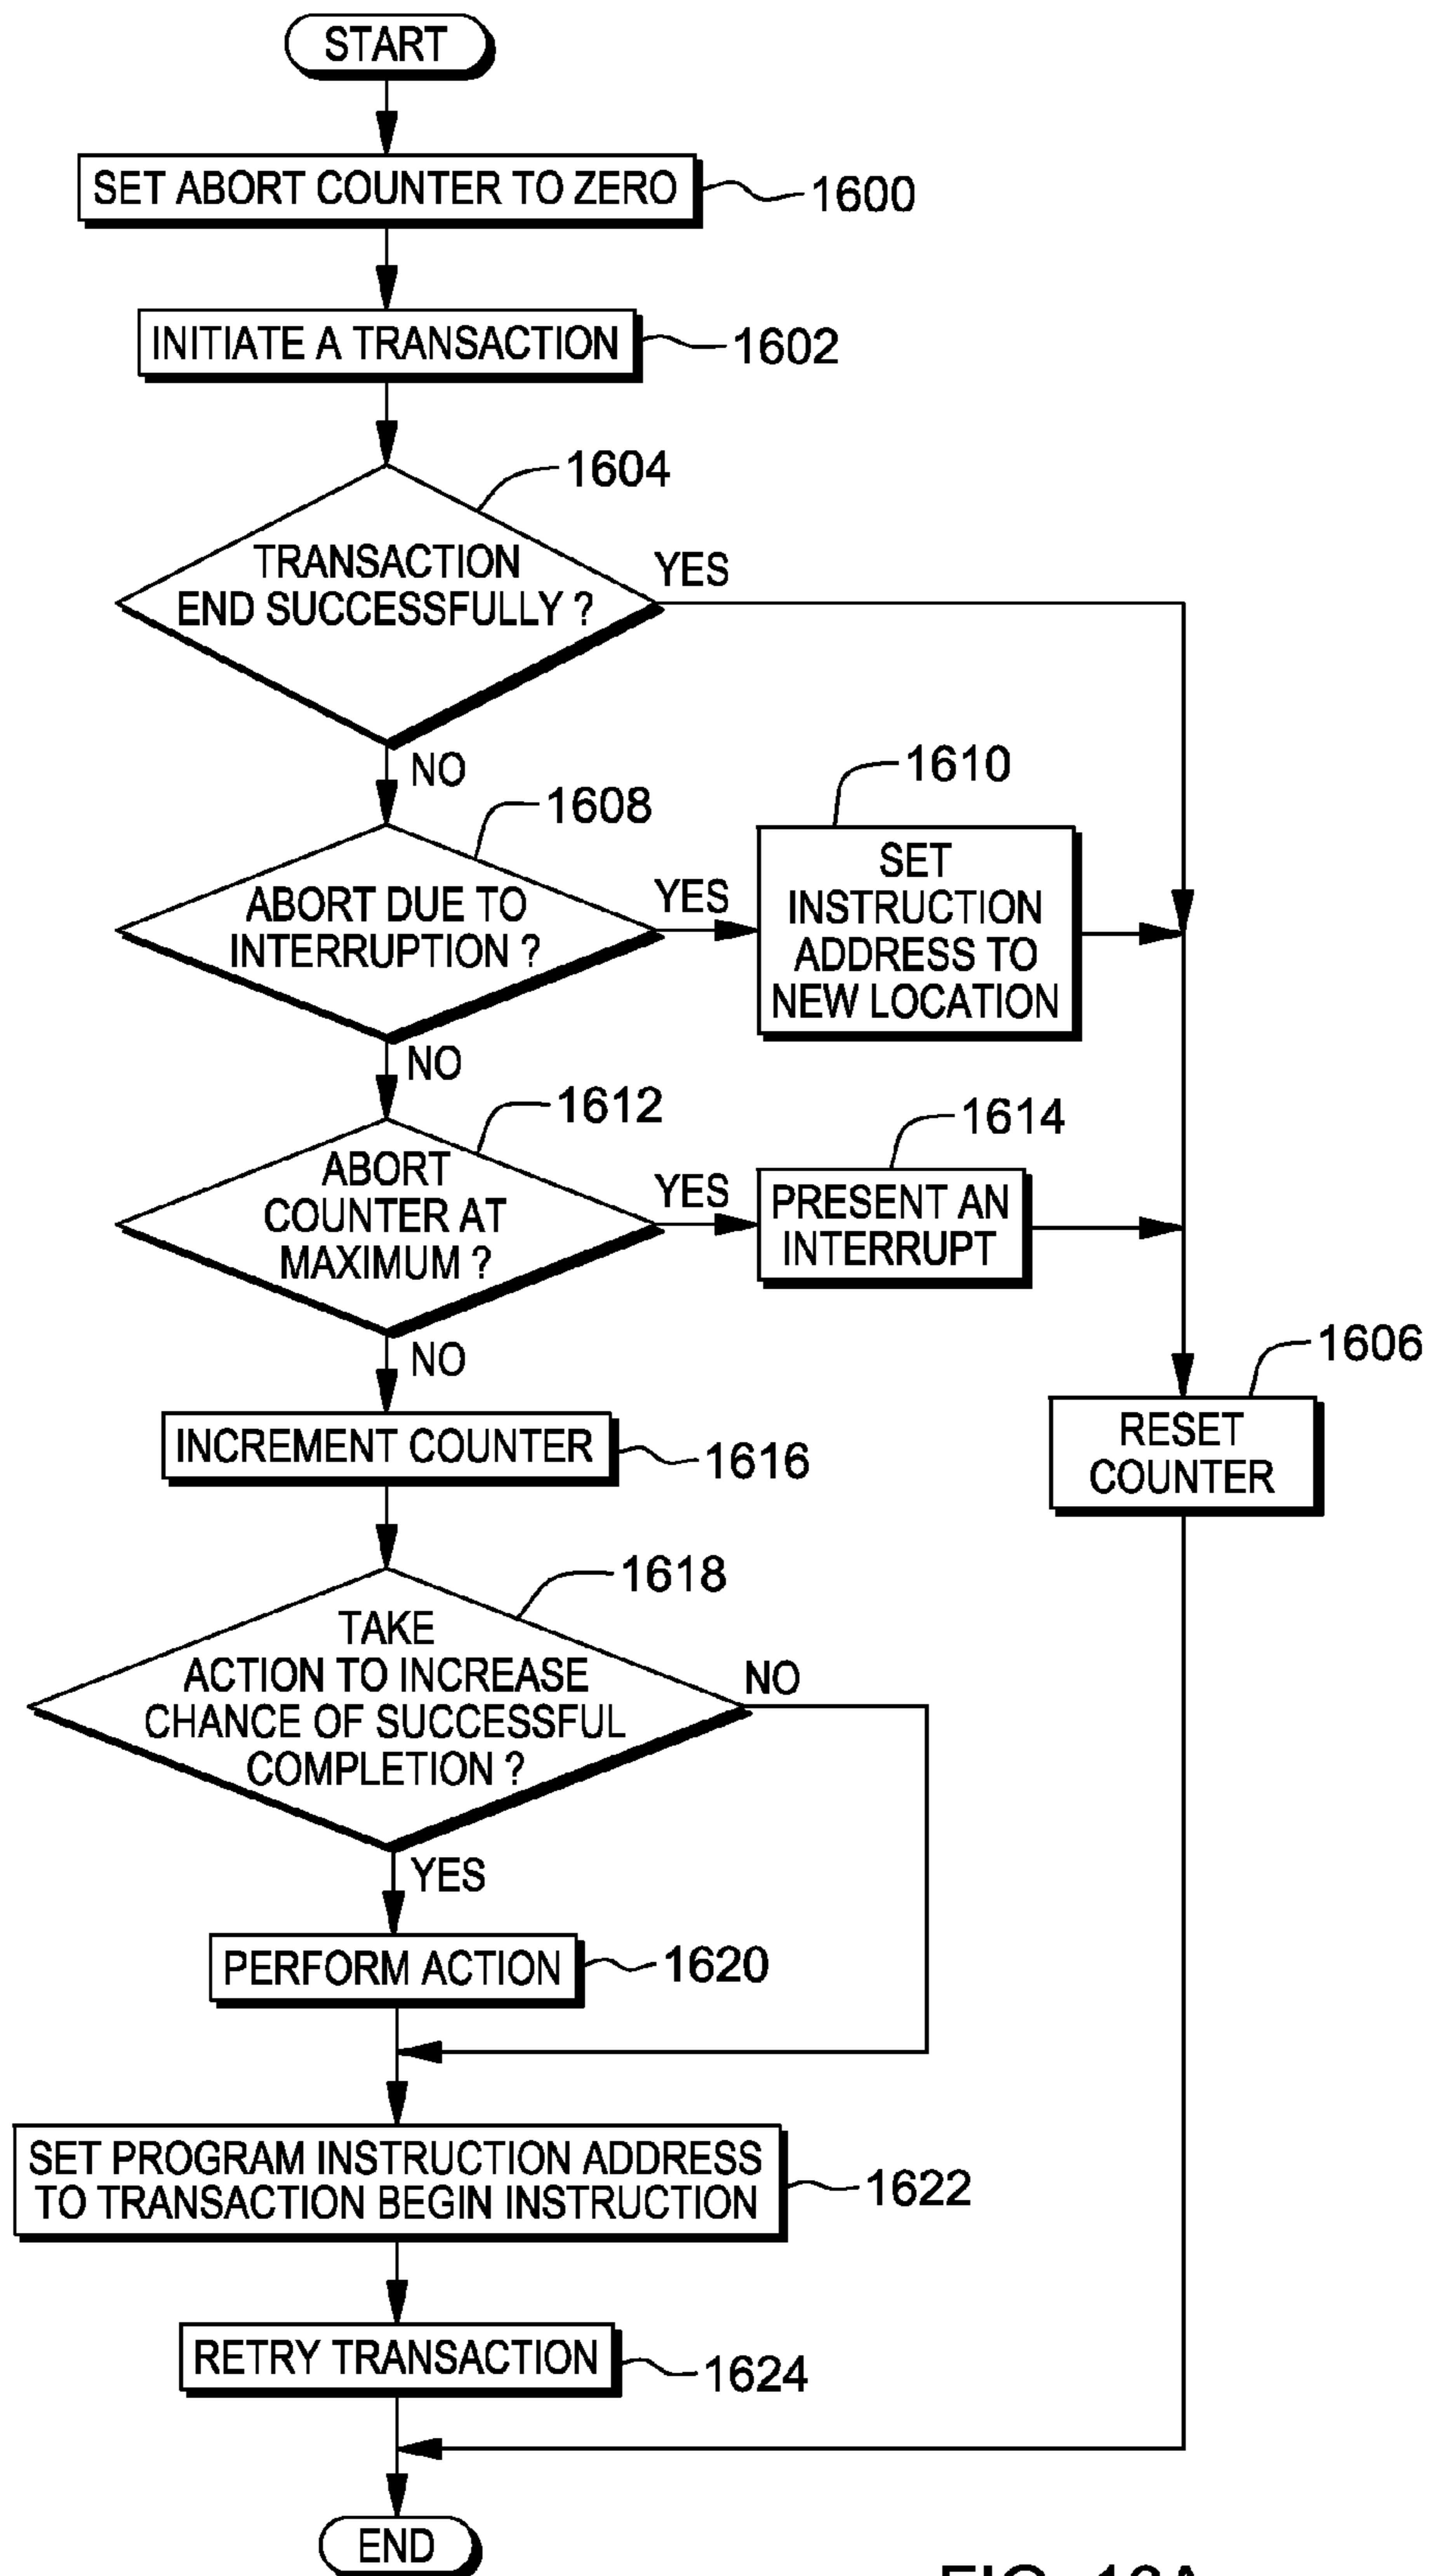 START
SET ABORT COUNTER TO ZERO
1600
INITIATE A TRANSACTION
1602
1604
TRANSACTION
END SUCCESSFULLY ?
YES
NO
1608
ABORT DUE TO
INTERRUPTION ?
YES
1610
SET
INSTRUCTION
ADDRESS TO
NEW LOCATION
NO
1612
ABORT
COUNTER AT
MAXIMUM ?
YES
1614
PRESENT AN
INTERRUPT
NO
1606
RESET
COUNTER
INCREMENT COUNTER
1616
1618
TAKE
ACTION TO INCREASE
CHANCE OF SUCCESSFUL
COMPLETION ?
NO
YES
PERFORM ACTION
1620
SET PROGRAM INSTRUCTION ADDRESS
TO TRANSACTION BEGIN INSTRUCTION
1622
RETRY TRANSACTION
1624
END
FIG. 16A